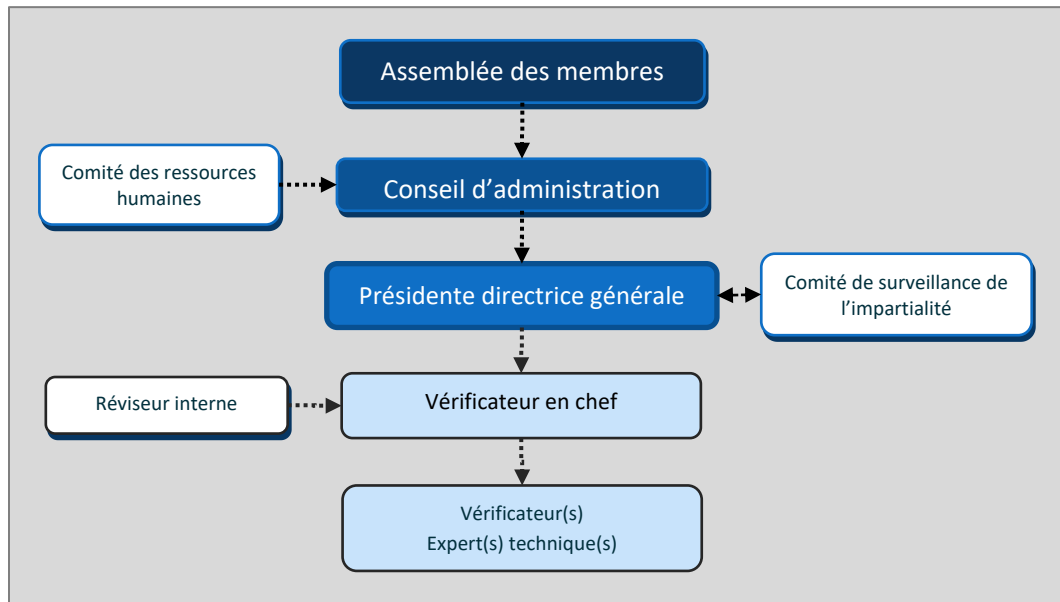 Assemblée des membres
Comité des ressources
humaines
Conseil d’administration
Présidente directrice générale
Comité de surveillance de
l’impartialité
Réviseur interne
Vérificateur en chef
Vérificateur(s)
Expert(s) technique(s)